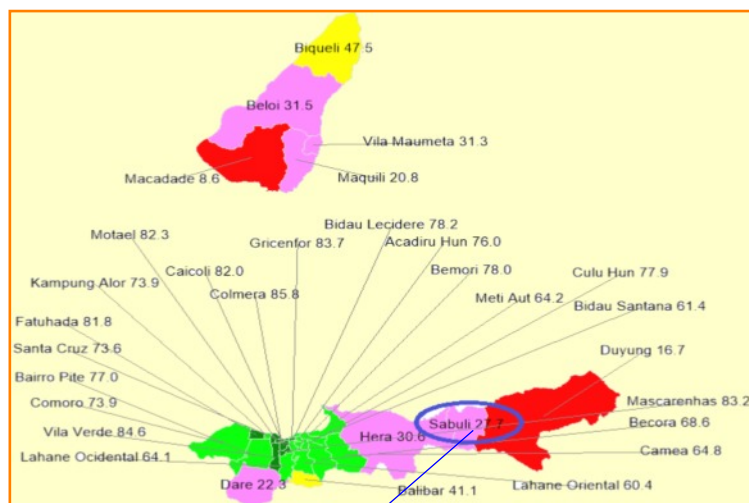 Biqueli 47.5
Beloi 31.5
Vila Maumeta 31.3
Macadade 8.6
Maquili 20.8
Bidau Lecidere 78.2
Motael 82.3
Gricenfor 83.7
Acadiru Hun 76.0
Caicoli 82.0
Bemori 78.0
Culu Hun 77.9
Kampung Alor 73.9
Colmera 85.8
Meti Aut 64.2
Bidau Santana 61.4
Fatuhada 81.8
Santa Cruz 73.6
Duyung 16.7
Bairro Pite 77.0
Comoro 73.9
Mascarenhas 83.2
Sabuli 27.7
Becora 68.6
Vila Verde 84.6
Hera 30.6
Camea 64.8
Lahane Ocidental 64.1
Dare 22.3
Balibar 41.1
Lahane Oriental 60.4